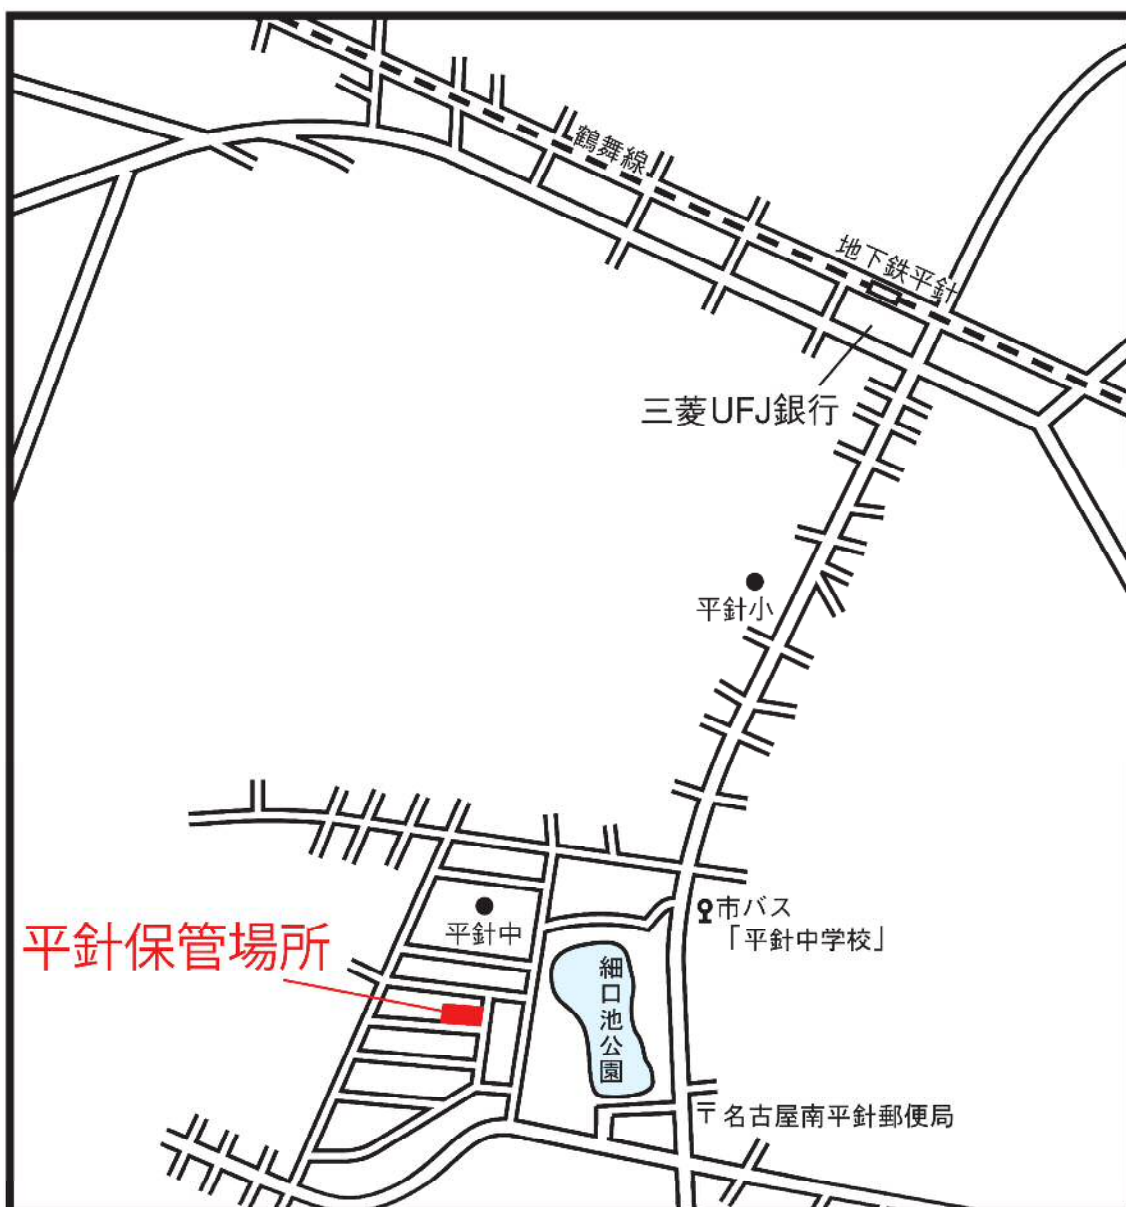 鶴舞線
地下鉄平針
三菱UFJ銀行
平針小
市バス
「平針中学校」
平針中
平針保管場所
細口池公園
〒名古屋南平針郵便局